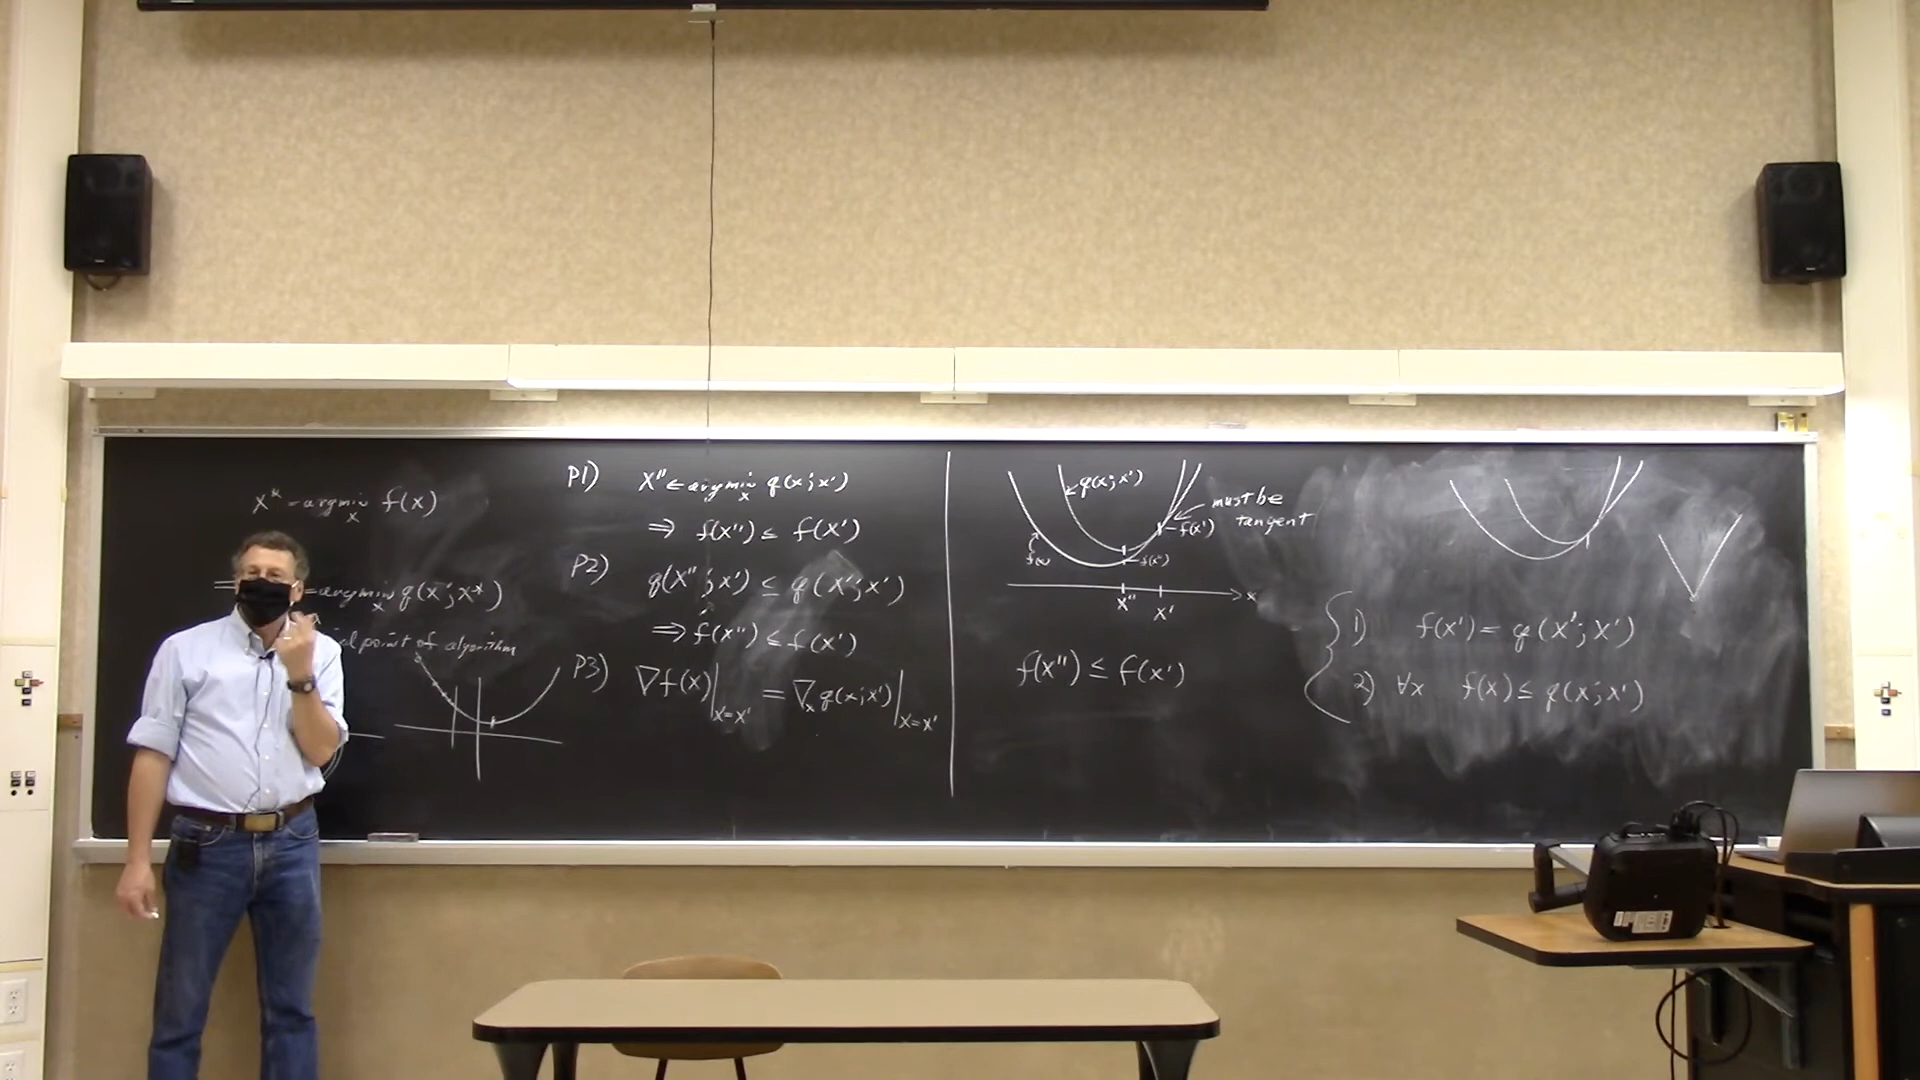 x* = argmin f(x)
x
⇒ = argmin q(x; x*)
x
point of algorithm
P1) x'' ← argmin q(x; x')
x
⇒ f(x'') ≤ f(x')
P2) q(x''; x') ≤ q(x'; x')
⇒ f(x'') ≤ f(x')
P3) ∇f(x)|x=x' = ∇x q(x; x')|x=x'
q(x; x')
must be
tangent
f(x')
f(x)
f(x'')
x'' x' x
f(x'') ≤ f(x')
1) f(x') = q(x'; x')
2) ∀x f(x) ≤ q(x; x')